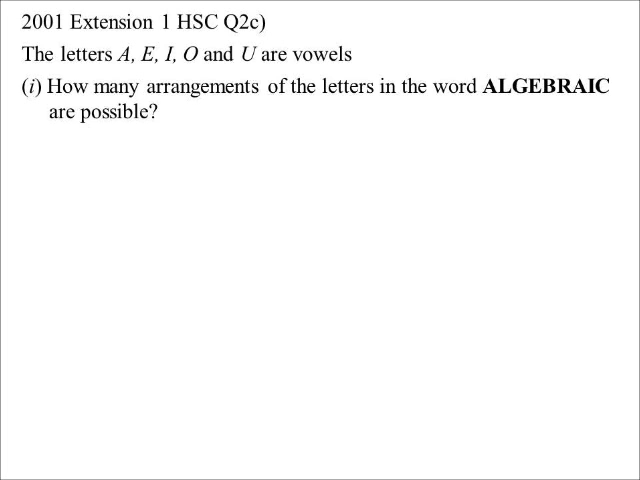 2001 Extension 1 HSC Q2c)
The letters A, E, I, O and U are vowels
(i) How many arrangements of the letters in the word ALGEBRAIC
are possible?